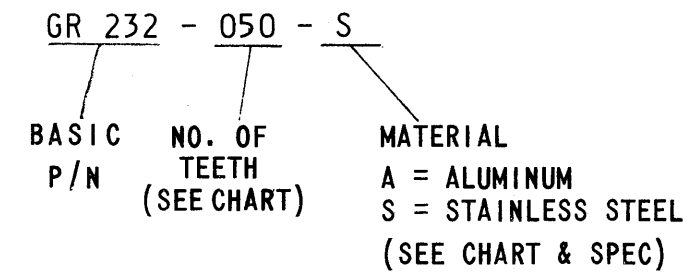 GR 232 - 050 - S
BASIC
P/N
NO. OF
TEETH
(SEE CHART)
MATERIAL
A = ALUMINUM
S = STAINLESS STEEL
(SEE CHART & SPEC)